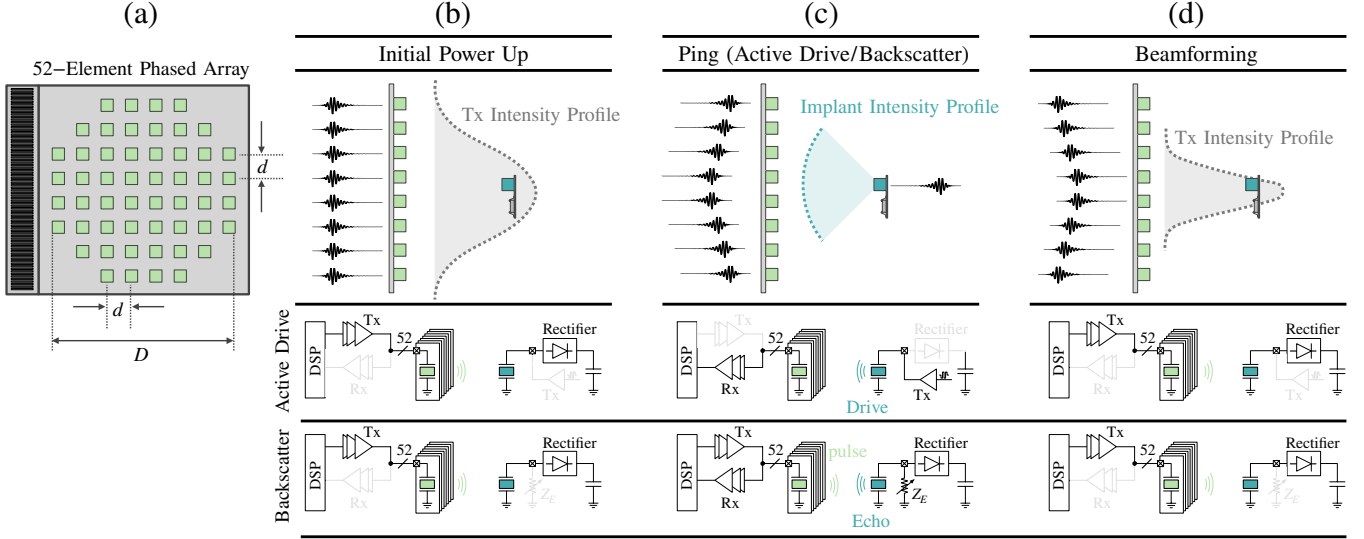 (a)
(b)
(c)
(d)
Initial Power Up
Ping (Active Drive/Backscatter)
Beamforming
52−Element Phased Array
Tx Intensity Profile
Implant Intensity Profile
Tx Intensity Profile
d
d
D
Active Drive
DSP
Tx
Rx
52
Rectifier
Tx
DSP
Tx
Rx
52
Rectifier
Tx
Drive
DSP
Tx
Rx
52
Rectifier
Tx
Backscatter
DSP
Tx
Rx
52
Rectifier
Z_E
DSP
Tx
Rx
52
pulse
Rectifier
Z_E
Echo
DSP
Tx
Rx
52
Rectifier
Z_E